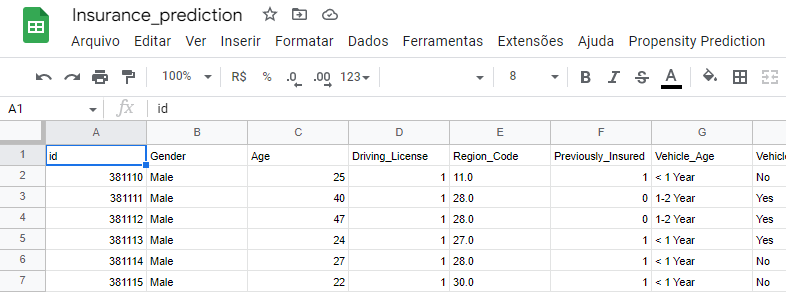 Insurance_prediction
Arquivo Editar Ver Inserir Formatar Dados Ferramentas Extensões Ajuda Propensity Prediction
100% R$ % .0 .00 123 8 B I S A
A1 fx id
A B C D E F G
1 id Gender Age Driving_License Region_Code Previously_Insured Vehicle_Age Vehicl
2 381110 Male 25 1 11.0 1 < 1 Year No
3 381111 Male 40 1 28.0 0 1-2 Year Yes
4 381112 Male 47 1 28.0 0 1-2 Year Yes
5 381113 Male 24 1 27.0 1 < 1 Year Yes
6 381114 Male 27 1 28.0 1 < 1 Year No
7 381115 Male 22 1 30.0 1 < 1 Year No